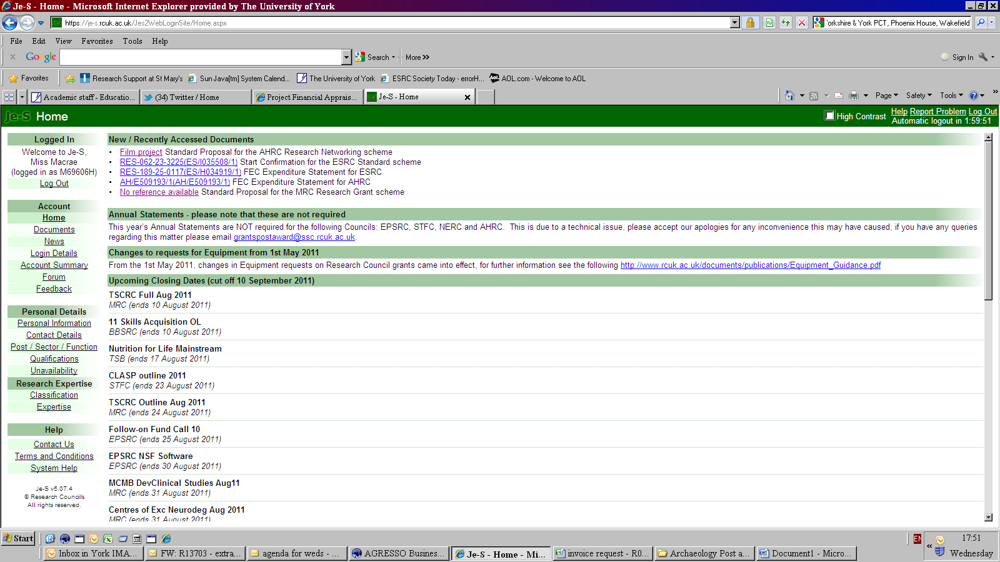 Je-S - Home - Microsoft Internet Explorer provided by The University of York
https://je-s.rcuk.ac.uk/Jes2WebLoginSite/Home.aspx
'orkshire & York PCT, Phoenix House, Wakefield
File Edit View Favorites Tools Help
x Google Search More >> Sign In
Favorites Research Support at St Mary's Sun Java[tm] System Calend... The University of York ESRC Society Today - errorH... AOL.com - Welcome to AOL
Academic staff - Educatio... (34) Twitter / Home Project Financial Apprais... Je-S - Home Page Safety Tools
Je-S Home High Contrast Help Report Problem Log Out
Automatic logout in 1:59:51
Logged In
Welcome to Je-S,
Miss Macrae
(logged in as M69606H)
Log Out
Account
Home
Documents
News
Login Details
Account Summary
Forum
Feedback
Personal Details
Personal Information
Contact Details
Post / Sector / Function
Qualifications
Unavailability
Research Expertise
Classification
Expertise
Help
Contact Us
Terms and Conditions
System Help
Je-S v5.07.4
© Research Councils
All rights reserved.
New / Recently Accessed Documents
• Film project Standard Proposal for the AHRC Research Networking scheme
• RES-062-23-3225(ES/I035508/1) Start Confirmation for the ESRC Standard scheme
• RES-189-25-0117(ES/H034919/1) FEC Expenditure Statement for ESRC
• AH/E509193/1(AH/E509193/1) FEC Expenditure Statement for AHRC
• No reference available Standard Proposal for the MRC Research Grant scheme
Annual Statements - please note that these are not required
This year's Annual Statements are NOT required for the following Councils: EPSRC, STFC, NERC and AHRC. This is due to a technical issue, please accept our apologies for any inconvenience this may have caused, if you have any queries
regarding this matter please email grantspostaward@ssc.rcuk.ac.uk.
Changes to requests for Equipment from 1st May 2011
From the 1st May 2011, changes in Equipment requests on Research Council grants came into effect, for further information see the following http://www.rcuk.ac.uk/documents/publications/Equipment_Guidance.pdf
Upcoming Closing Dates (cut off 10 September 2011)
TSCRC Full Aug 2011
MRC (ends 10 August 2011)
11 Skills Acquisition OL
BBSRC (ends 10 August 2011)
Nutrition for Life Mainstream
TSB (ends 17 August 2011)
CLASP outline 2011
STFC (ends 23 August 2011)
TSCRC Outline Aug 2011
MRC (ends 24 August 2011)
Follow-on Fund Call 10
EPSRC (ends 25 August 2011)
EPSRC NSF Software
EPSRC (ends 30 August 2011)
MCMB DevClinical Studies Aug11
MRC (ends 31 August 2011)
Centres of Exc Neurodeg Aug 2011
MRC (ends 31 August 2011)
Start EN 17:51
Inbox in York IMA... FW: R13703 - extra... agenda for weds - ... AGRESSO Busines... Je-S - Home - Mi... invoice request - R0... Archaeology Post a... Document1 - Micro... Wednesday